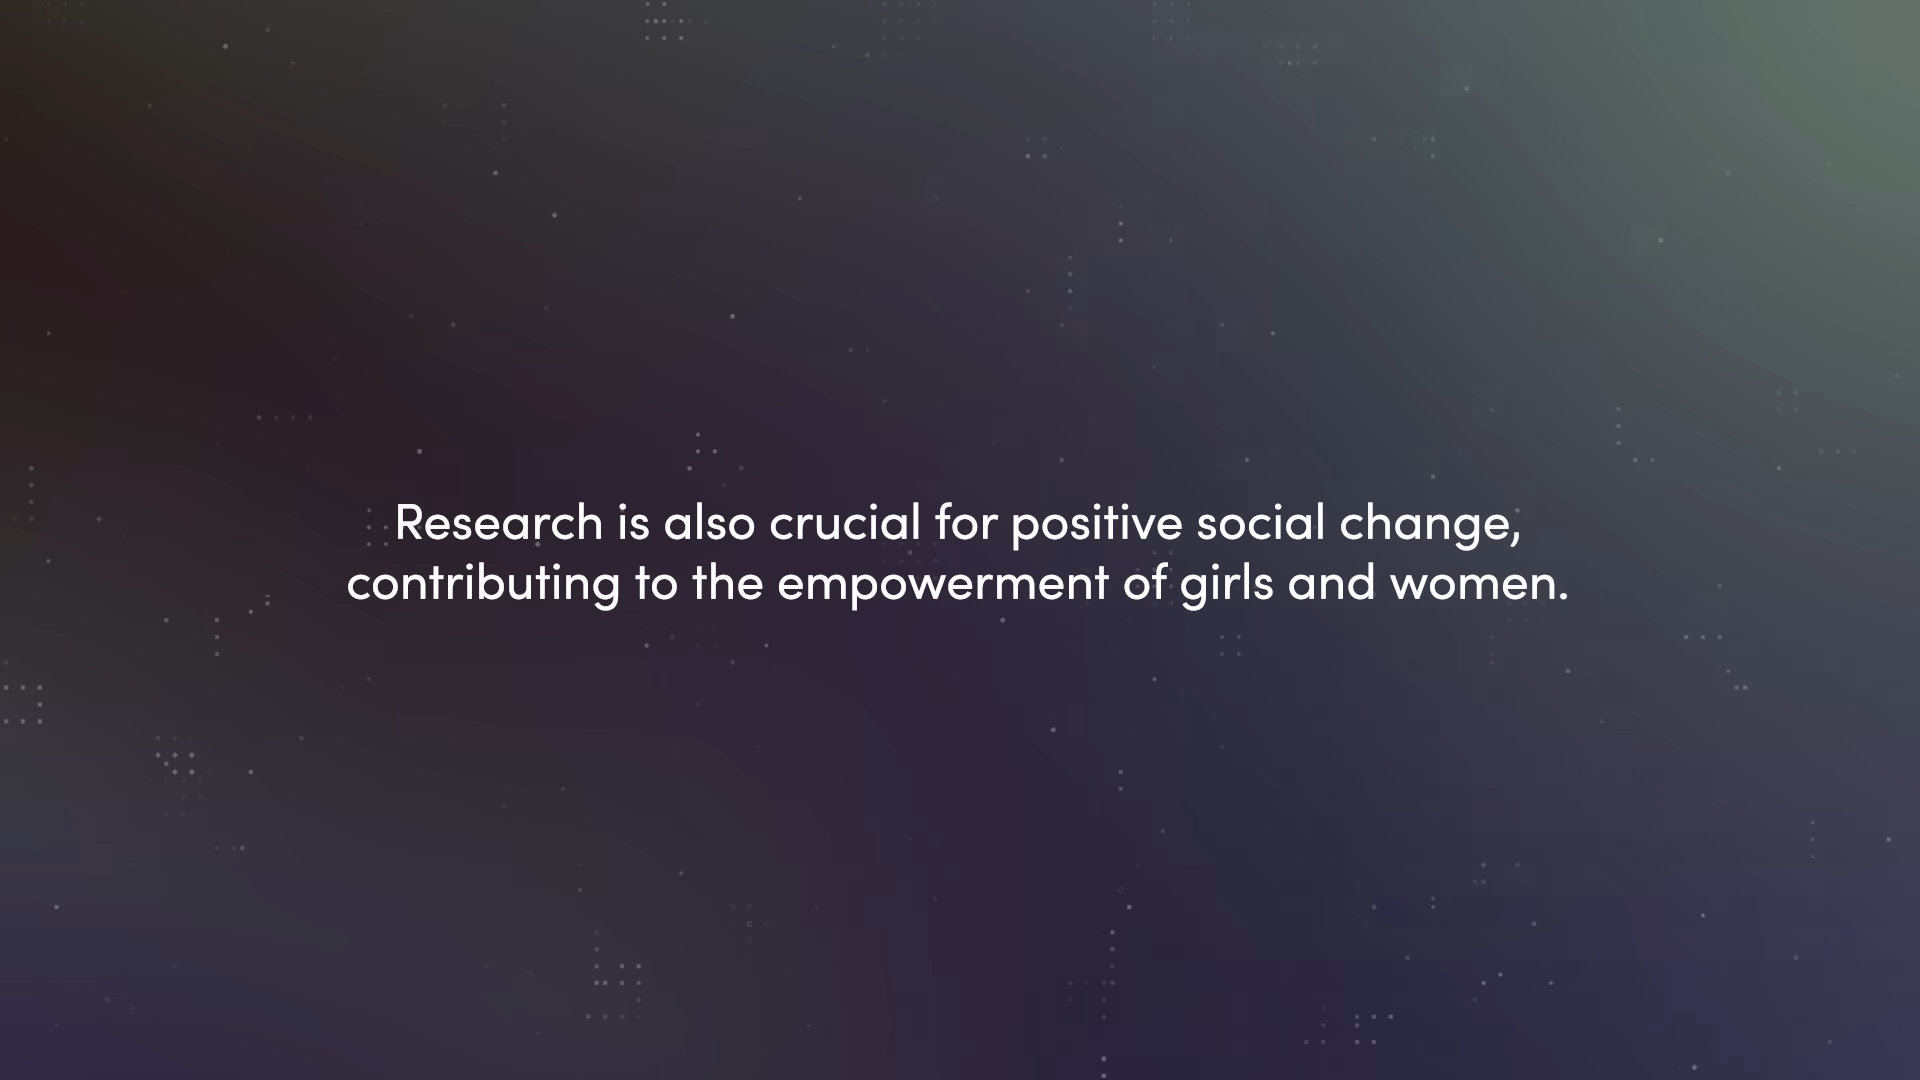 Research is also crucial for positive social change,
contributing to the empowerment of girls and women.